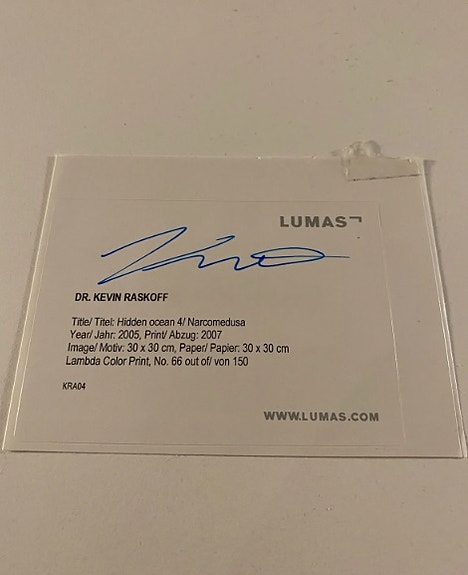 LUMAS
DR. KEVIN RASKOFF
Title/ Titel: Hidden ocean 4/ Narcomedusa
Year/ Jahr: 2005, Print/ Abzug: 2007
Image/ Motiv: 30 x 30 cm, Paper/ Papier: 30 x 30 cm
Lambda Color Print, No. 66 out of/ von 150
KRA04
WWW.LUMAS.COM